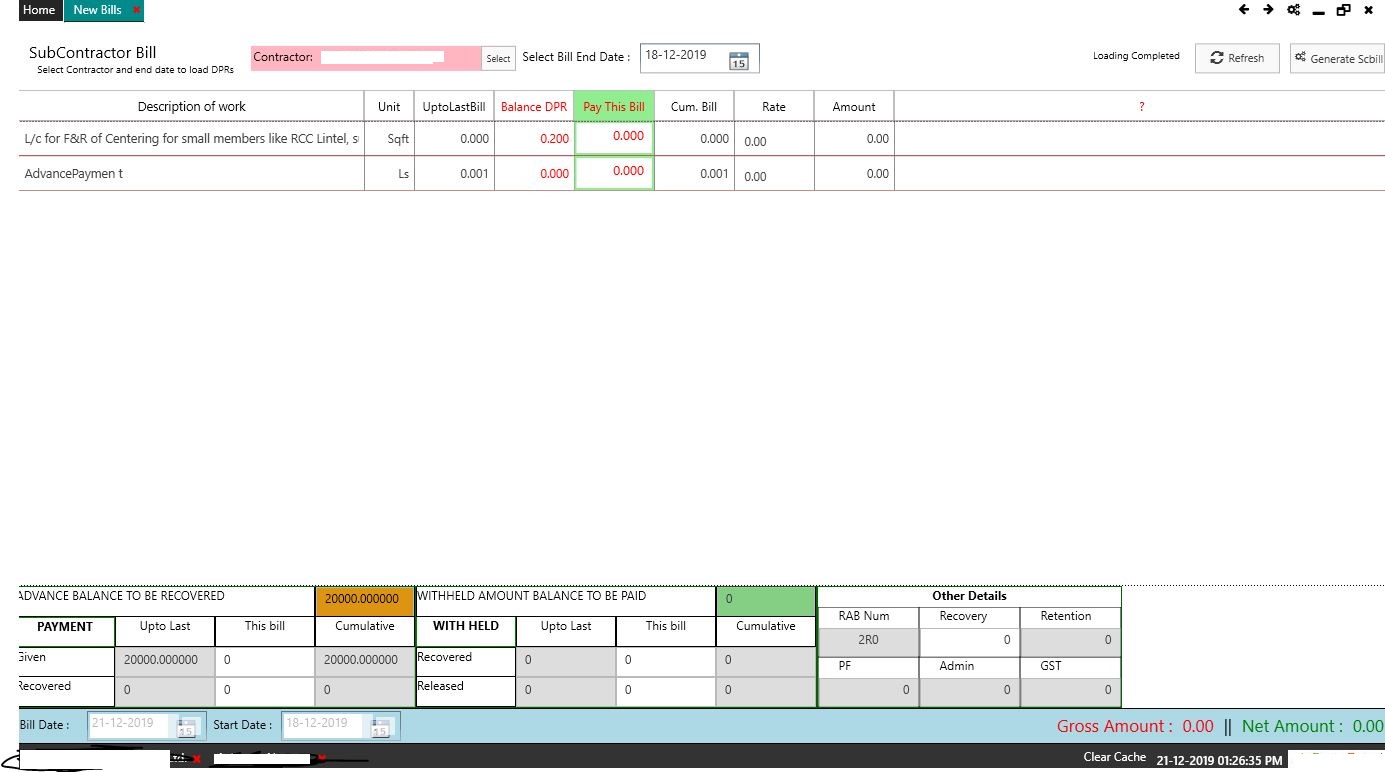 Home New Bills
SubContractor Bill
Select Contractor and end date to load DPRs
Contractor: Select Select Bill End Date : 18-12-2019 15 Loading Completed Refresh Generate Scbill
Description of work Unit UptoLastBill Balance DPR Pay This Bill Cum. Bill Rate Amount ?
L/c for F&R of Centering for small members like RCC Lintel, Sqft 0.000 0.200 0.000 0.000 0.00 0.00
AdvancePaymen t Ls 0.001 0.000 0.000 0.001 0.00 0.00
ADVANCE BALANCE TO BE RECOVERED 20000.000000 WITHHELD AMOUNT BALANCE TO BE PAID 0 Other Details
PAYMENT Upto Last This bill Cumulative WITH HELD Upto Last This bill Cumulative RAB Num Recovery Retention
2R0 0 0
Given 20000.000000 0 20000.000000 Recovered 0 0 0 PF Admin GST
Recovered 0 0 0 Released 0 0 0 0 0 0
Bill Date : 21-12-2019 15 Start Date : 18-12-2019 15 Gross Amount : 0.00 || Net Amount : 0.00
Clear Cache 21-12-2019 01:26:35 PM